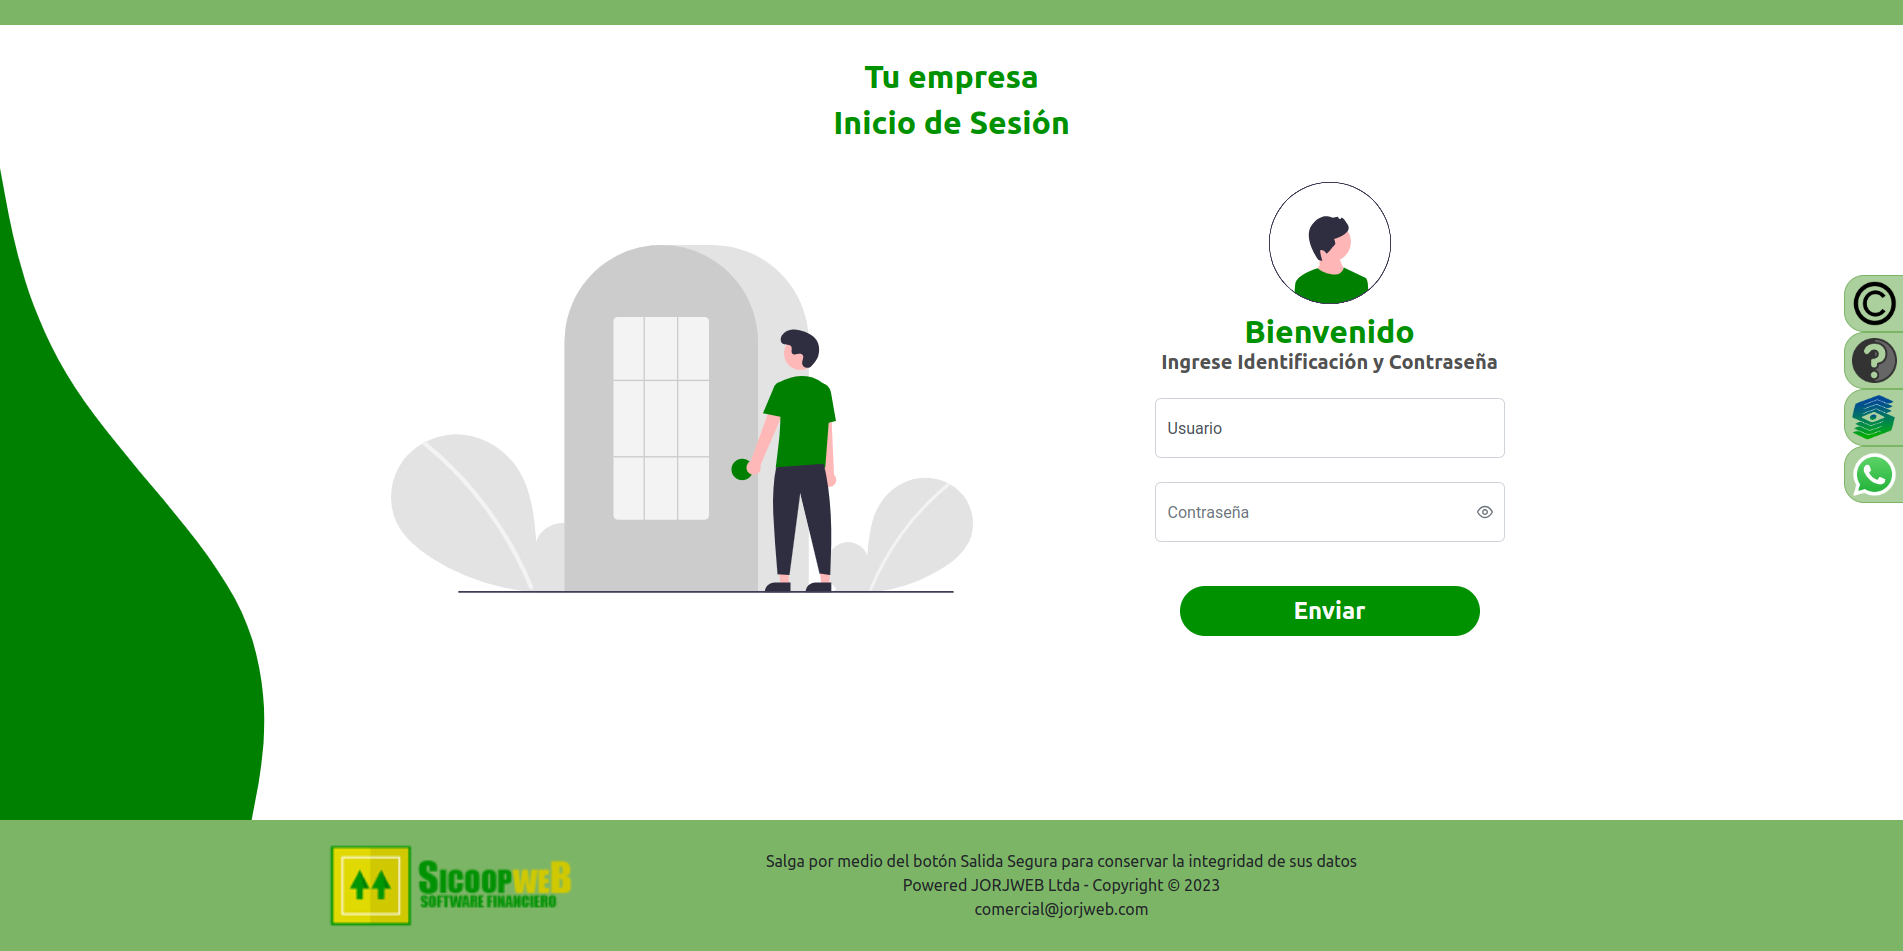 Tu empresa
Inicio de Sesión
Bienvenido
Ingrese Identificación y Contraseña
Usuario
Contraseña
Enviar
SICOOPWEB
SOFTWARE FINANCIERO
Salga por medio del botón Salida Segura para conservar la integridad de sus datos
Powered JORJWEB Ltda - Copyright © 2023
comercial@jorjweb.com